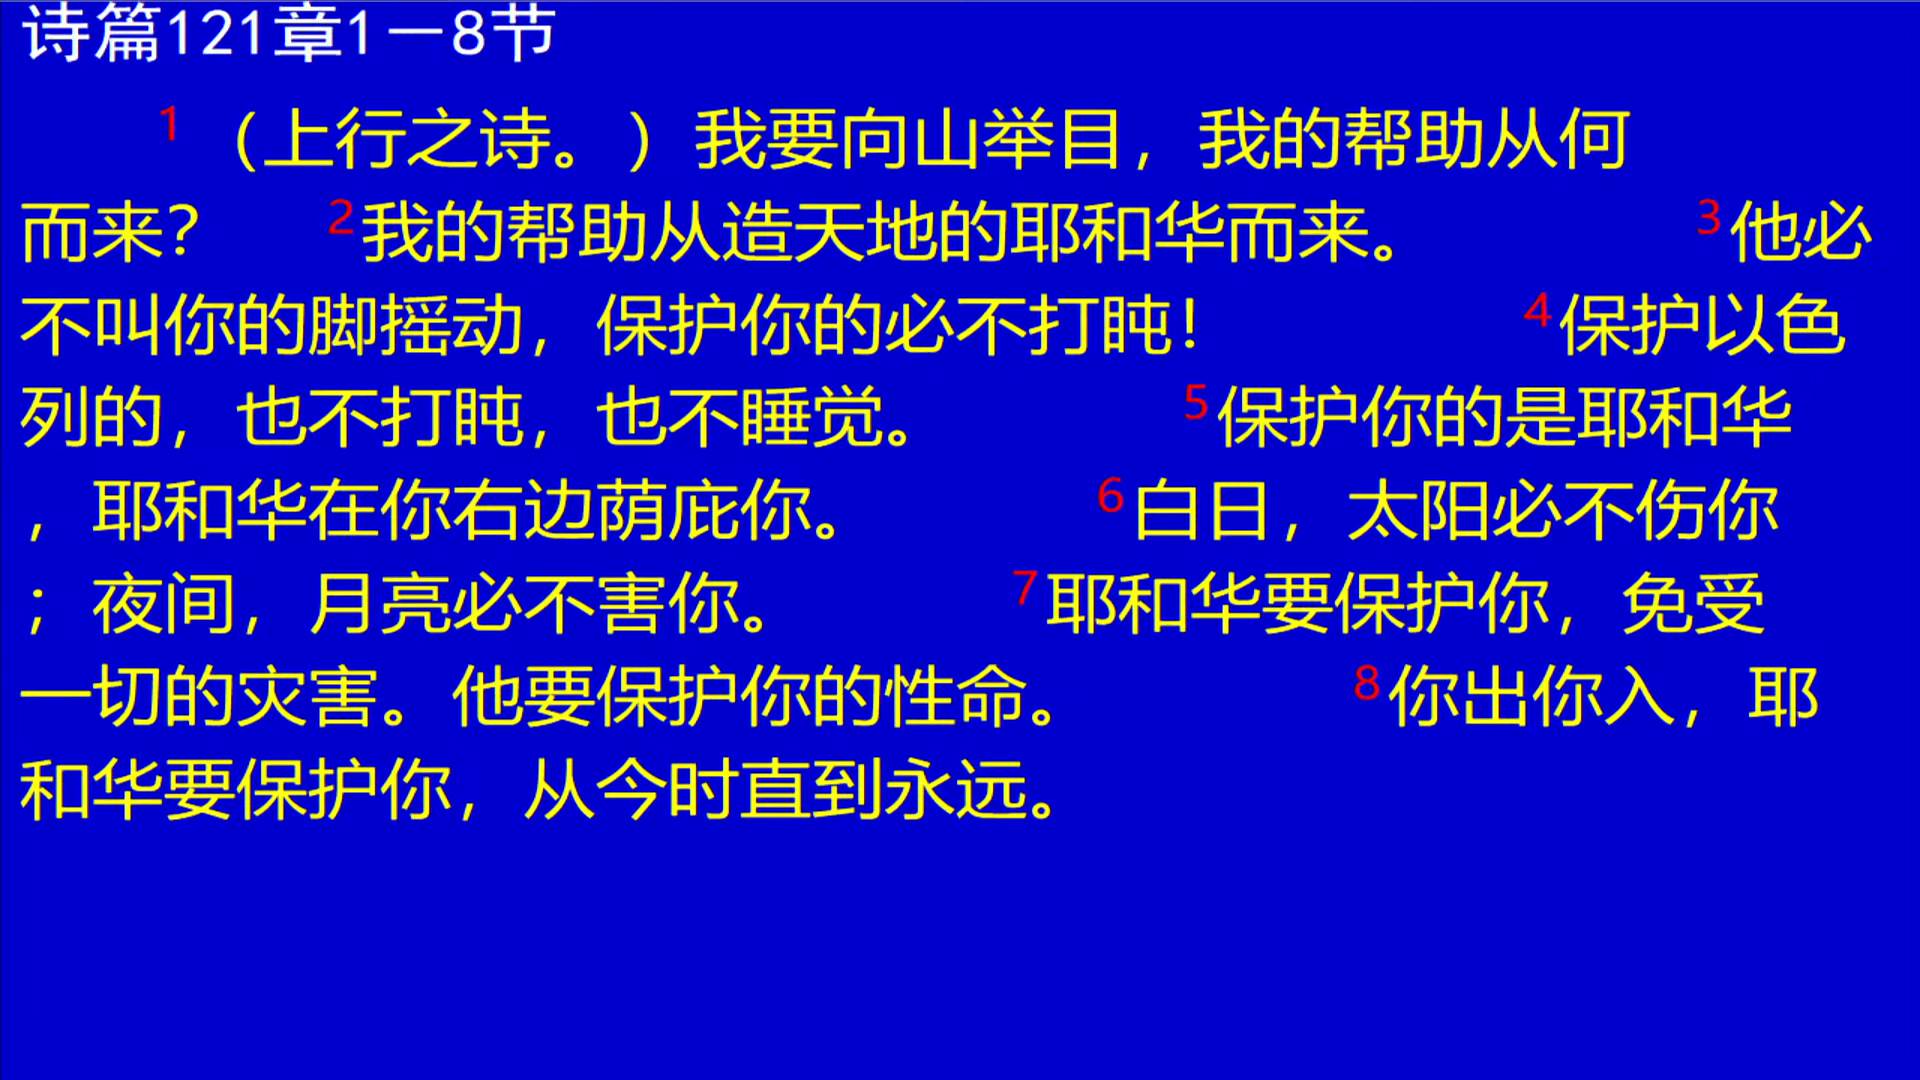 诗篇121章1－8节
1 （上行之诗。）我要向山举目，我的帮助从何
而来？ 2我的帮助从造天地的耶和华而来。 3他必
不叫你的脚摇动，保护你的必不打盹！ 4保护以色
列的，也不打盹，也不睡觉。 5保护你的是耶和华
，耶和华在你右边荫庇你。 6白日，太阳必不伤你
；夜间，月亮必不害你。 7耶和华要保护你，免受
一切的灾害。他要保护你的性命。 8你出你入，耶
和华要保护你，从今时直到永远。